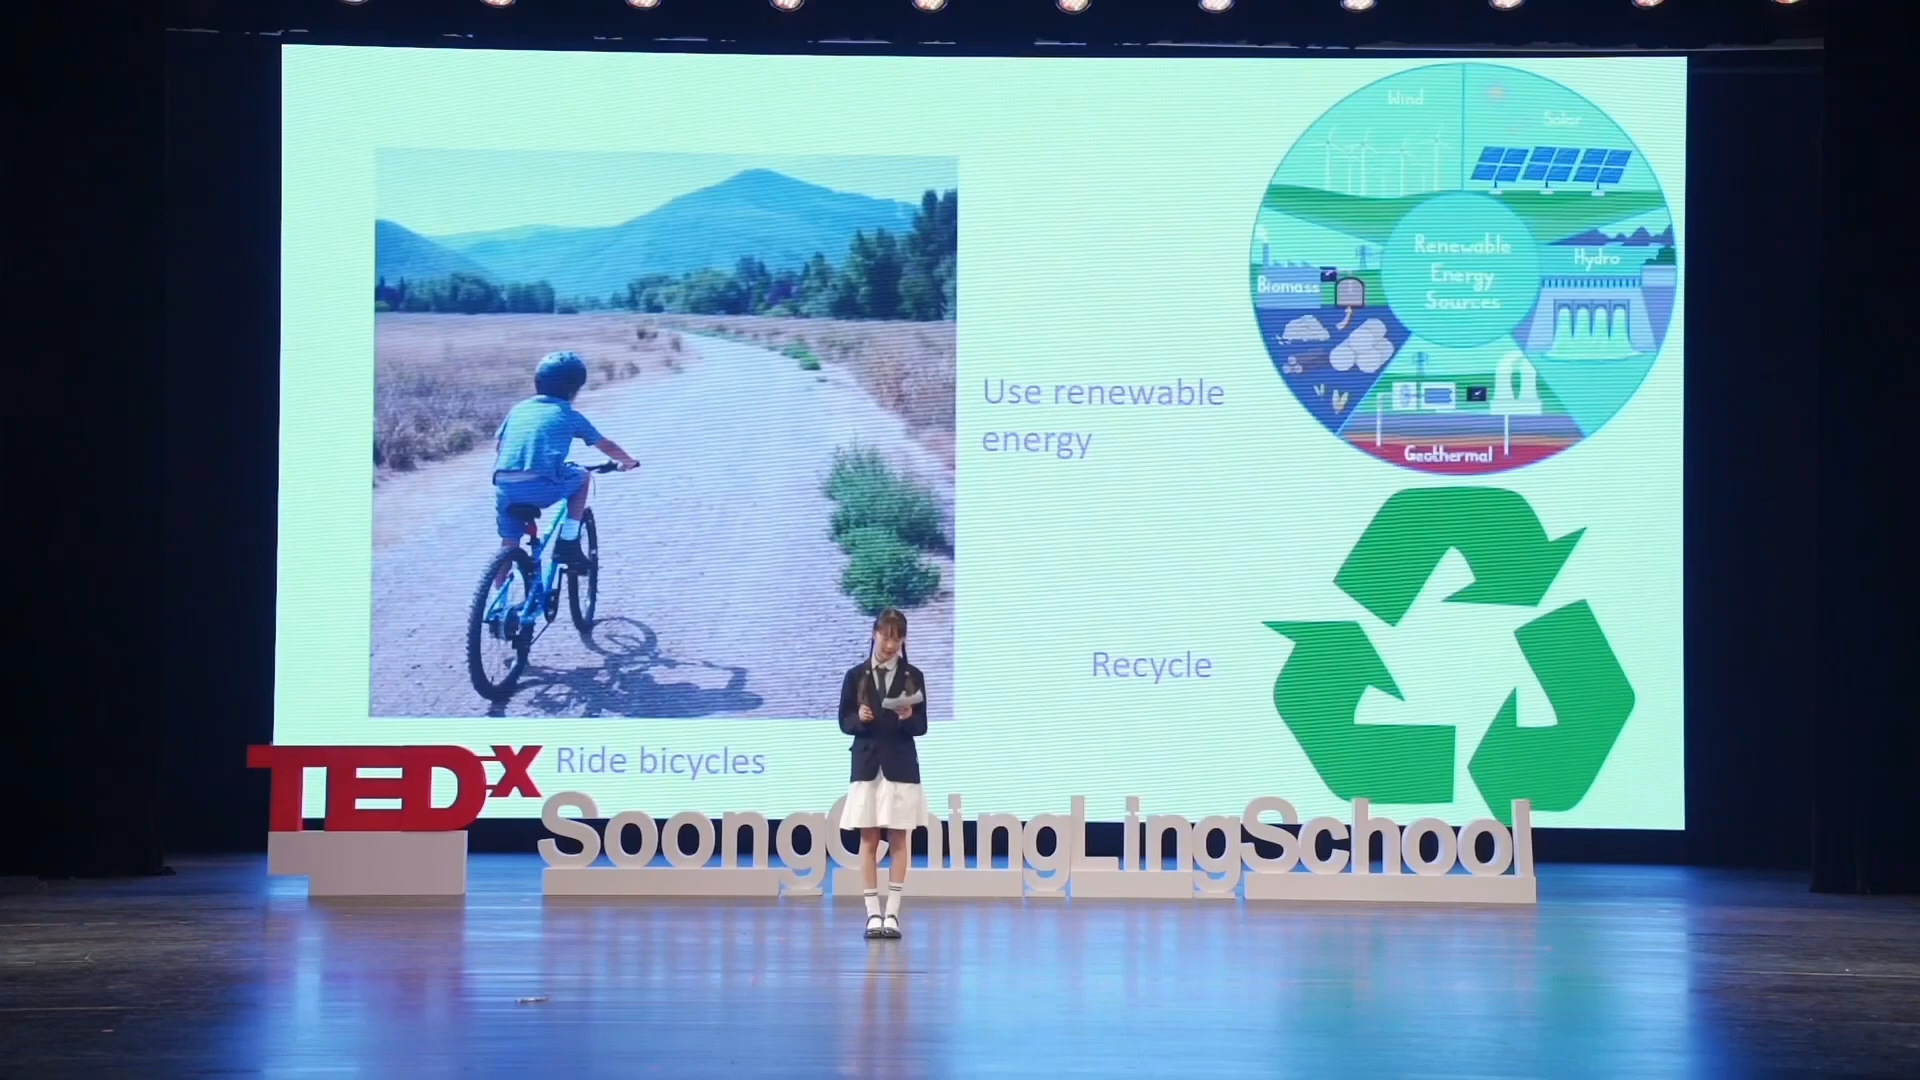 Wind
Solar
Renewable
Energy
Sources
Hydro
Biomass
Geothermal
Use renewable
energy
Recycle
Ride bicycles
TEDx
SoongChingLingSchool